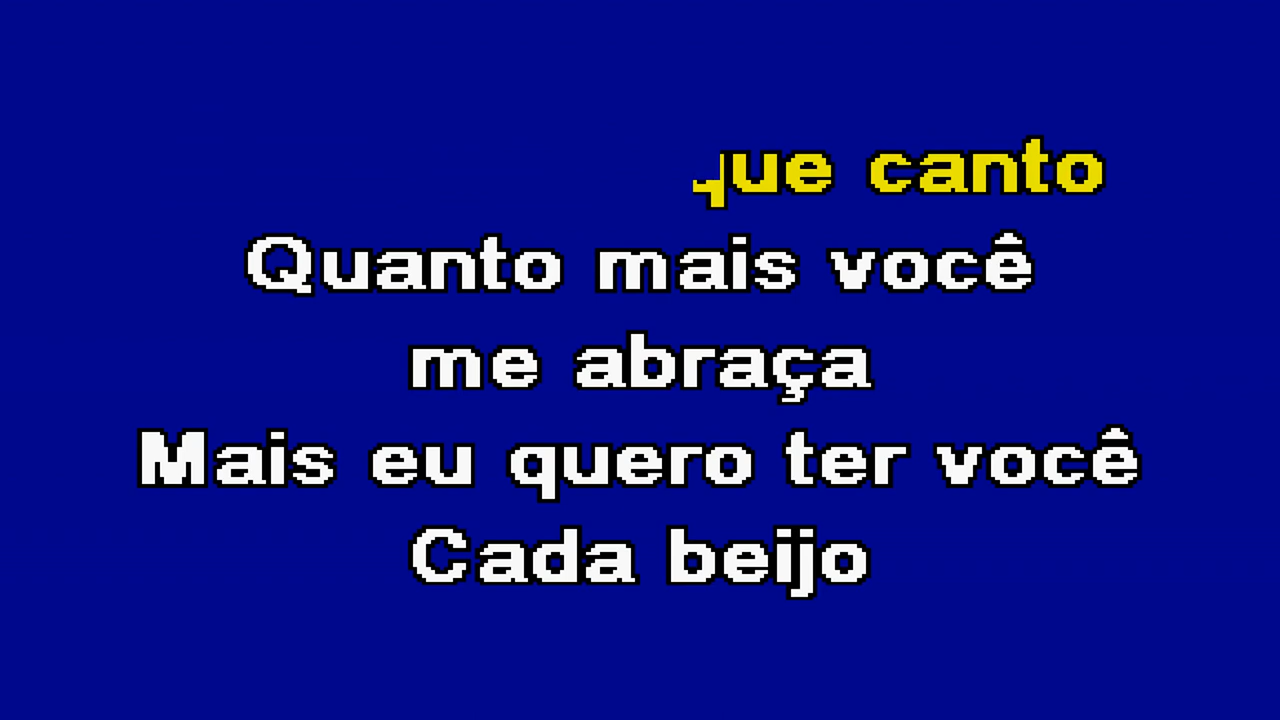 que canto
Quanto mais você
me abraça
Mais eu quero ter você
Cada beijo